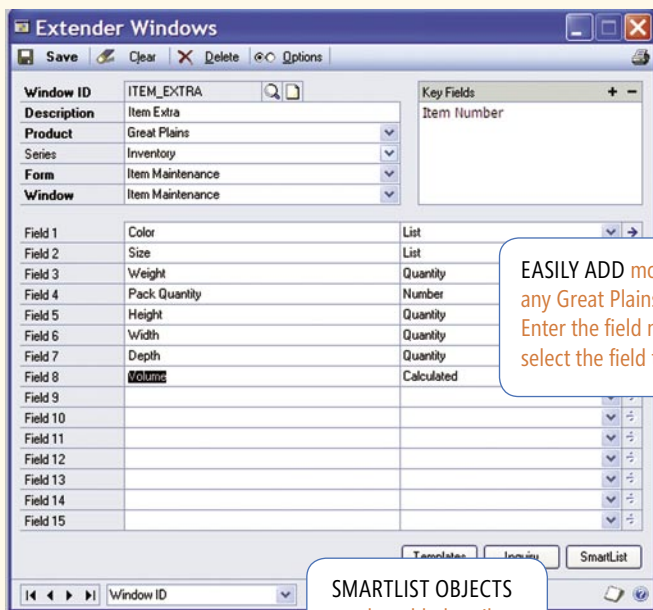 Extender Windows
Save Clear Delete Options
Window ID ITEM_EXTRA Key Fields + -
Description Item Extra Item Number
Product Great Plains
Series Inventory
Form Item Maintenance
Window Item Maintenance
Field 1 Color List
Field 2 Size List
Field 3 Weight Quantity
Field 4 Pack Quantity Number
Field 5 Height Quantity
Field 6 Width Quantity
Field 7 Depth Quantity
Field 8 Volume Calculated
Field 9
Field 10
Field 11
Field 12
Field 13
Field 14
Field 15
EASILY ADD
any Great Plains
Enter the field
select the field
Templates Inquiry SmartList
Window ID
SMARTLIST OBJECTS